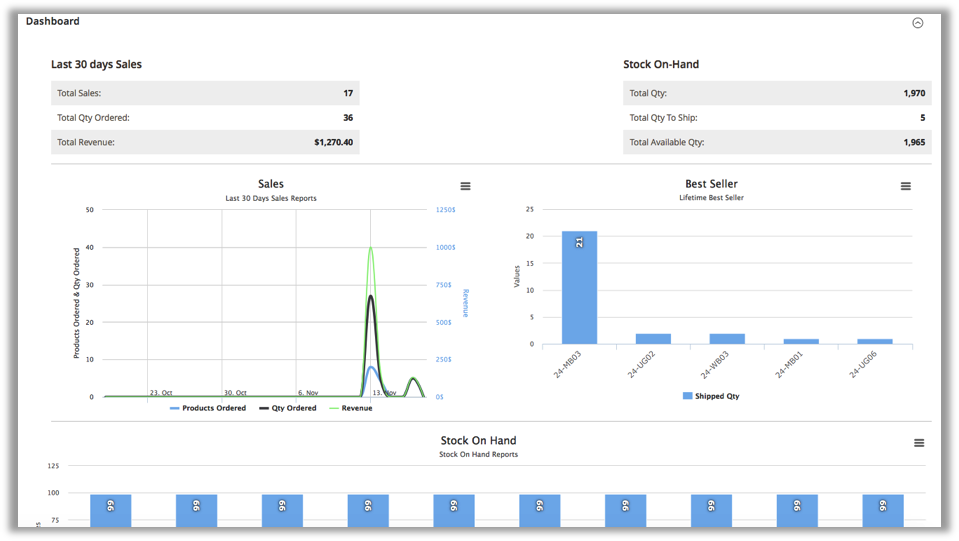 Dashboard
Last 30 days Sales
Total Sales: 17
Total Qty Ordered: 36
Total Revenue: $1,270.40
Stock On-Hand
Total Qty: 1,970
Total Qty To Ship: 5
Total Available Qty: 1,965
Sales
Last 30 Days Sales Reports
Products Ordered & Qty Ordered
50
40
30
20
10
0
1250$
1000$
7500$
500$
2500$
0$
Revenue
23. Oct
30. Oct
6. Nov
13. Nov
Products Ordered
Qty Ordered
Revenue
Best Seller
Lifetime Best Seller
Values
25
20
15
10
5
0
21
24-MB03
24-UG02
24-WB03
24-MB01
24-UG06
Shipped Qty
Stock On Hand
Stock On Hand Reports
125
100
75
99
99
99
99
99
99
99
99
99
99